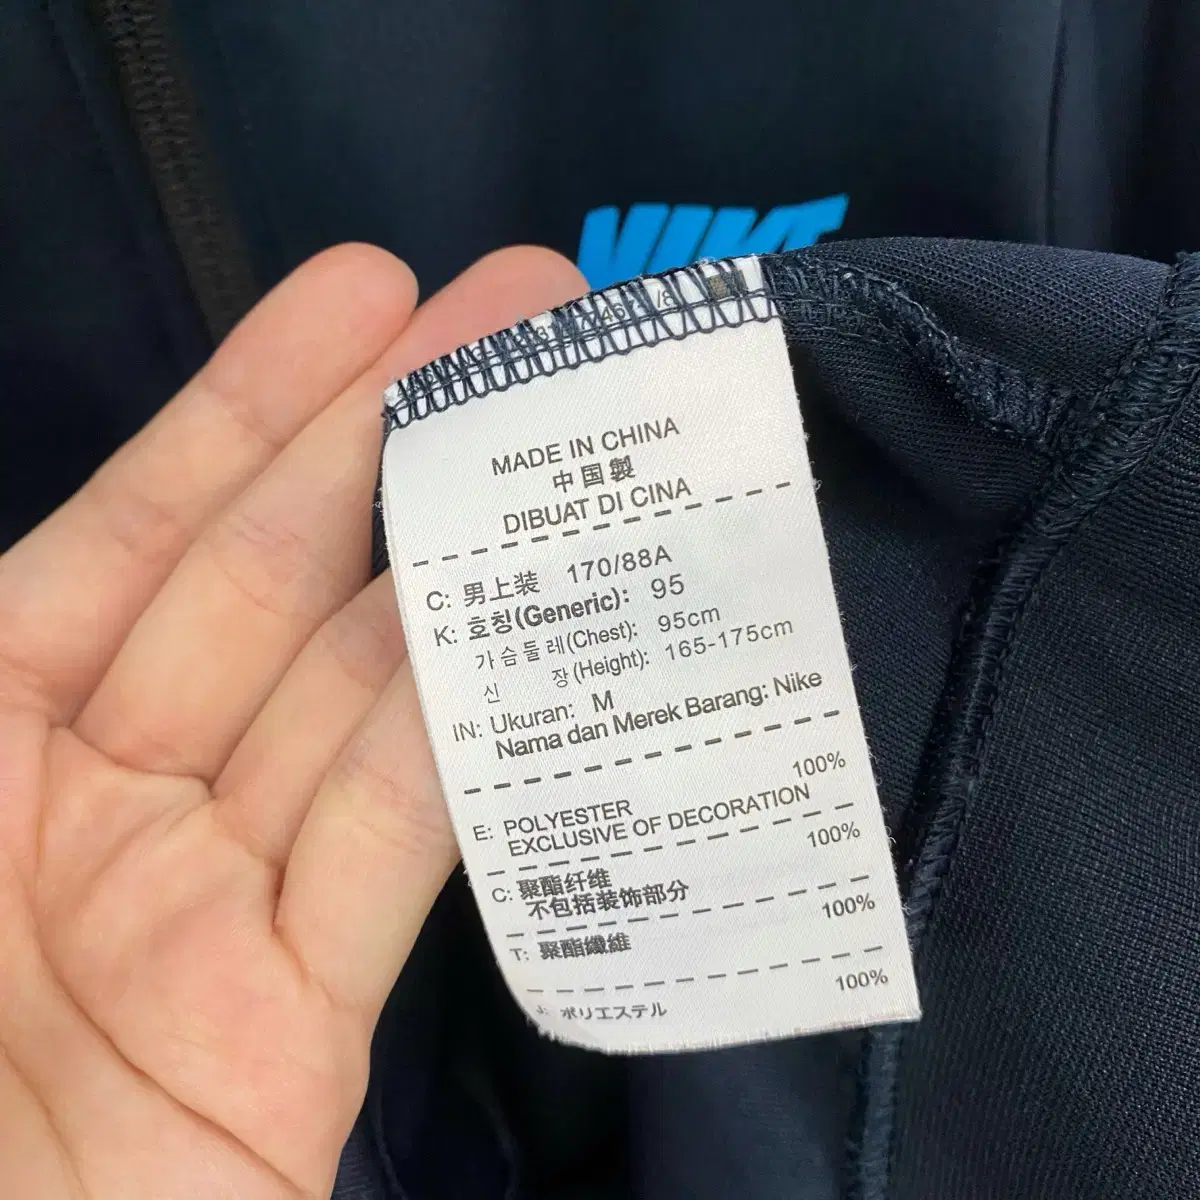 NIKE
MADE IN CHINA
中国製
DIBUAT DI CINA
C: 男上装 170/88A
K: 호칭(Generic): 95
가슴둘레(Chest): 95cm
신 장(Height): 165-175cm
IN: Ukuran: M
Nama dan Merek Barang: Nike
100%
E: POLYESTER
EXCLUSIVE OF DECORATION
100%
C: 聚酯纤维
不包括装饰部分
100%
T: 聚酯纖維
100%
J: ポリエステル